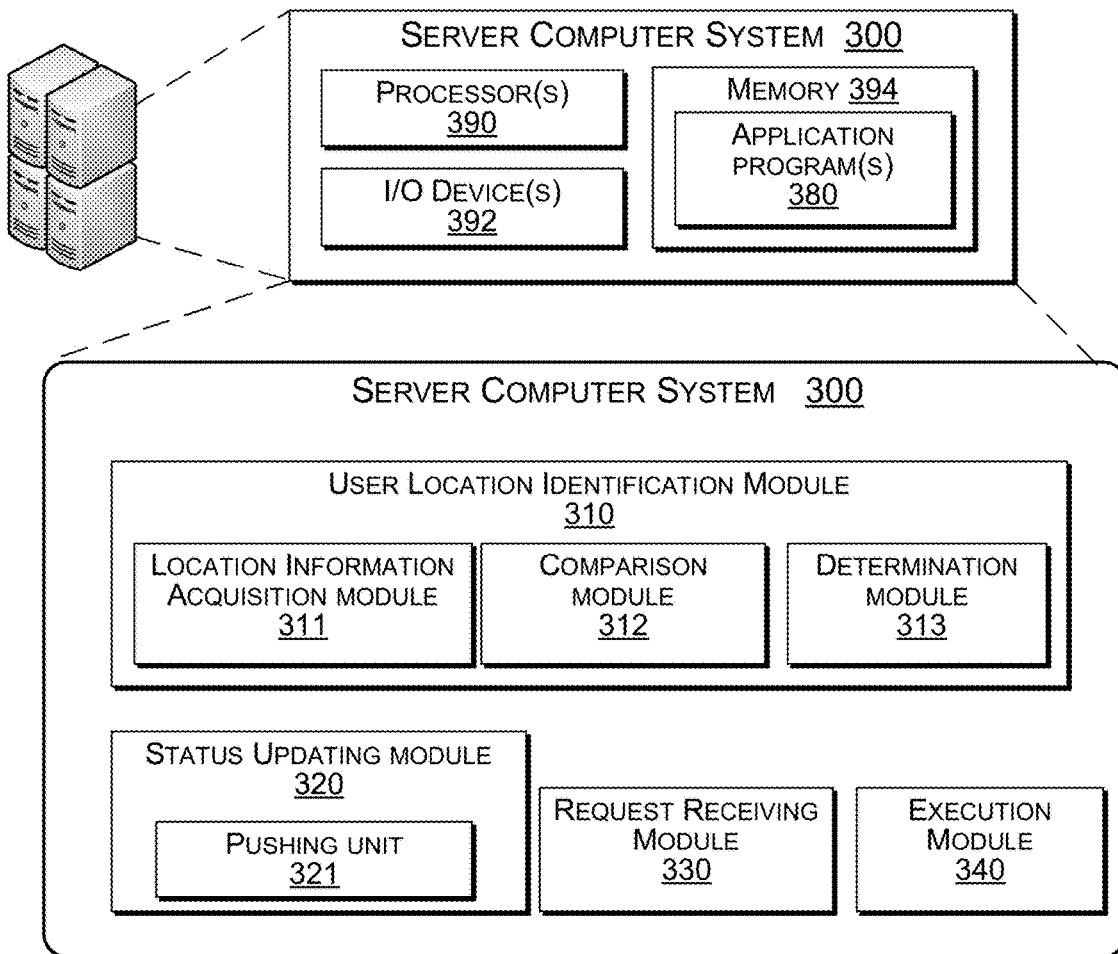 SERVER COMPUTER SYSTEM 300
PROCESSOR(S)
390
I/O DEVICE(S)
392
MEMORY 394
APPLICATION
PROGRAM(S)
380
SERVER COMPUTER SYSTEM 300
USER LOCATION IDENTIFICATION MODULE
310
LOCATION INFORMATION
ACQUISITION MODULE
311
COMPARISON
MODULE
312
DETERMINATION
MODULE
313
STATUS UPDATING MODULE
320
PUSHING UNIT
321
REQUEST RECEIVING
MODULE
330
EXECUTION
MODULE
340